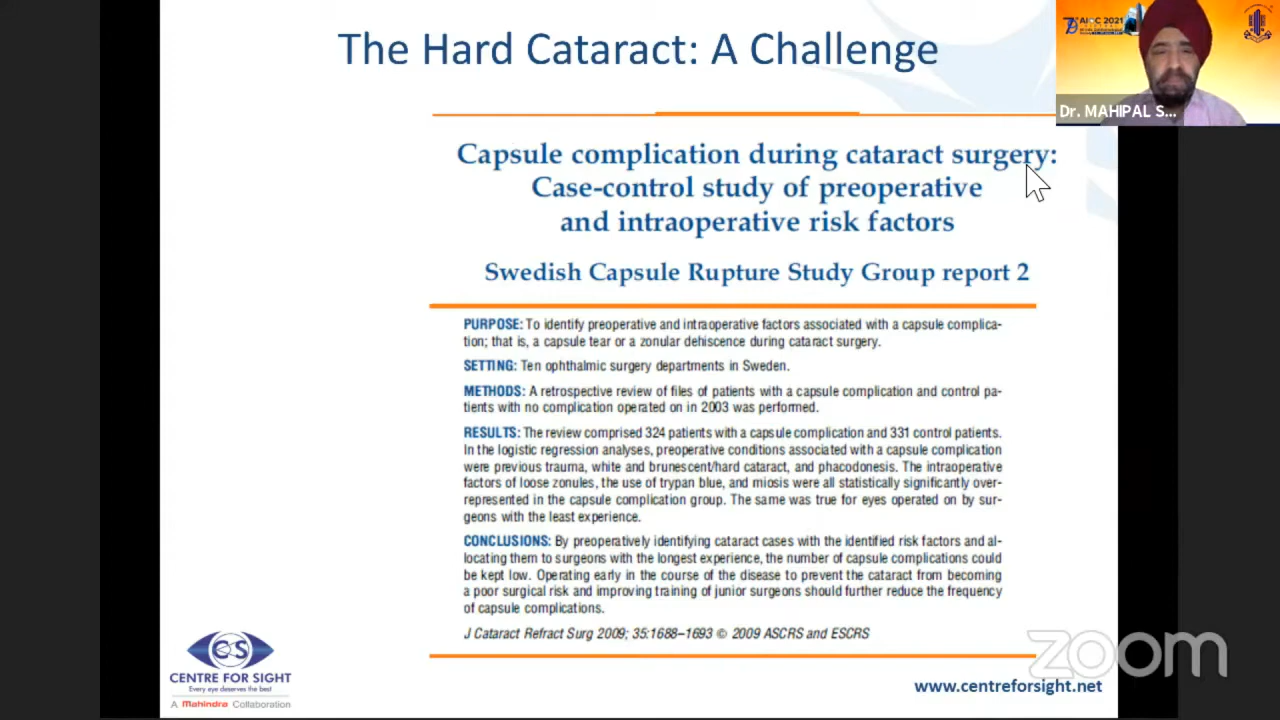 The Hard Cataract: A Challenge
AIOC 2021
Dr. MAHIPAL S...
Capsule complication during cataract surgery:
Case-control study of preoperative
and intraoperative risk factors
Swedish Capsule Rupture Study Group report 2
PURPOSE: To identify preoperative and intraoperative factors associated with a capsule complica-
tion; that is, a capsule tear or a zonular dehiscence during cataract surgery.
SETTING: Ten ophthalmic surgery departments in Sweden.
METHODS: A retrospective review of files of patients with a capsule complication and control pa-
tients with no complication operated on in 2003 was performed.
RESULTS: The review comprised 324 patients with a capsule complication and 331 control patients.
In the logistic regression analyses, preoperative conditions associated with a capsule complication
were previous trauma, white and brunescent/hard cataract, and phacodonesis. The intraoperative
factors of loose zonules, the use of trypan blue, and miosis were all statistically significantly over-
represented in the capsule complication group. The same was true for eyes operated on by sur-
geons with the least experience.
CONCLUSIONS: By preoperatively identifying cataract cases with the identified risk factors and al-
locating them to surgeons with the longest experience, the number of capsule complications could
be kept low. Operating early in the course of the disease to prevent the cataract from becoming
a poor surgical risk and improving training of junior surgeons should further reduce the frequency
of capsule complications.
J Cataract Refract Surg 2009; 35:1688–1693 © 2009 ASCRS and ESCRS
CS
CENTRE FOR SIGHT
Every eye deserves the best
A Mahindra Collaboration
zoom
www.centreforsight.net